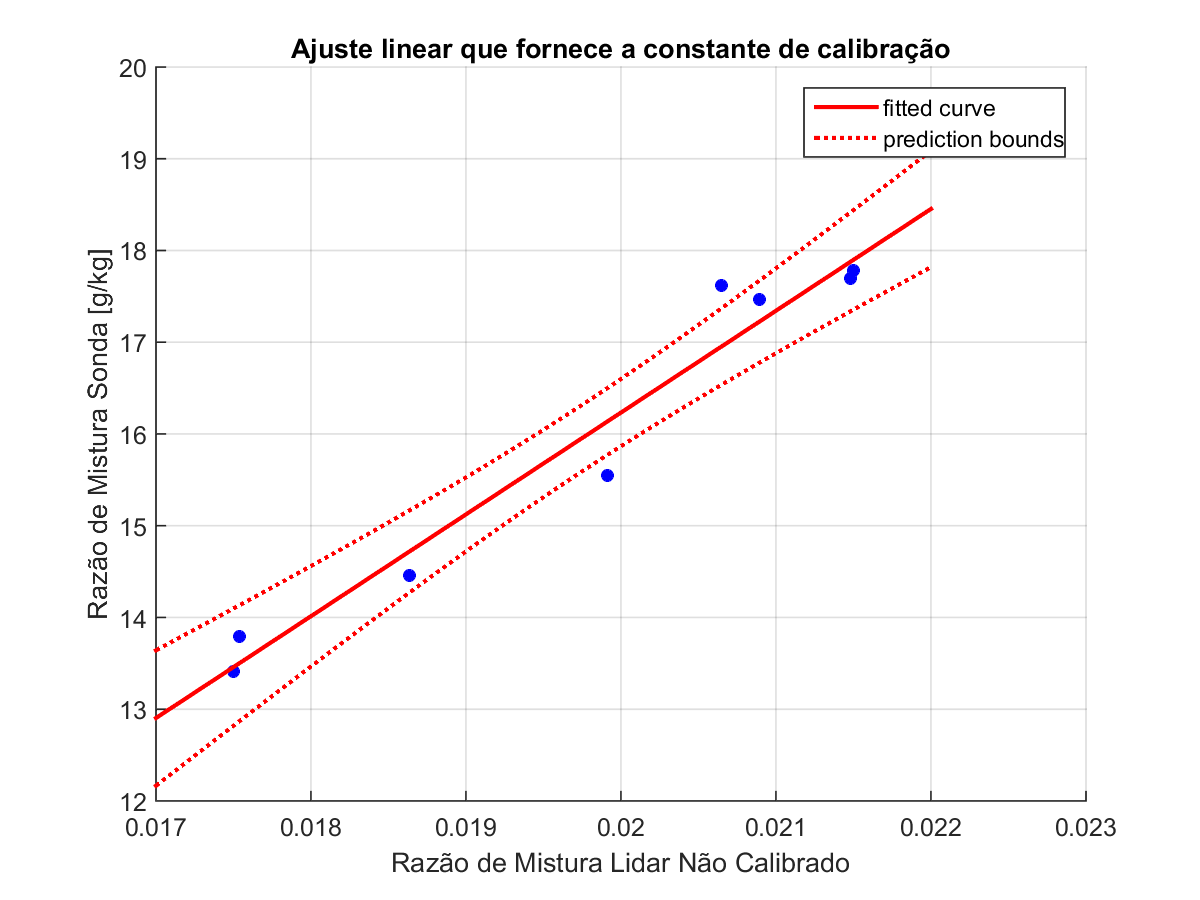 Ajuste linear que fornece a constante de calibração
fitted curve
prediction bounds
Razão de Mistura Sonda [g/kg]
20
19
18
17
16
15
14
13
12
0.017 0.018 0.019 0.02 0.021 0.022 0.023
Razão de Mistura Lidar Não Calibrado